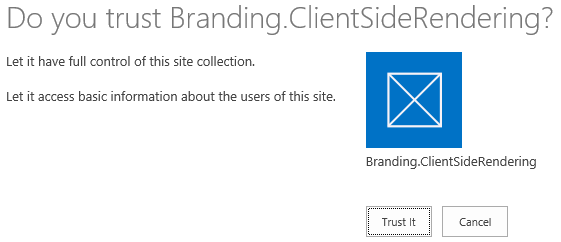 Do you trust Branding.ClientSideRendering?
Let it have full control of this site collection.
Let it access basic information about the users of this site.
Branding.ClientSideRendering
Trust It
Cancel